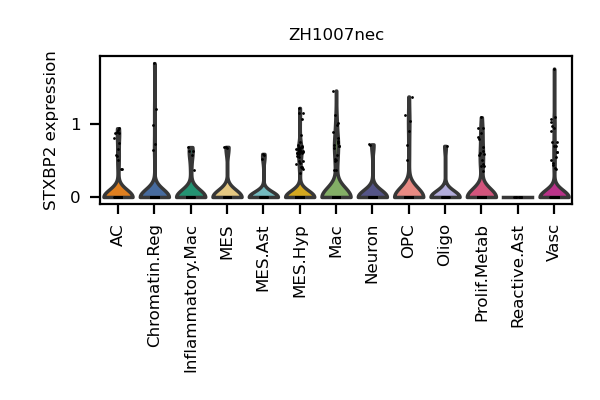 ZH1007nec
STXBP2 expression
1
0
AC
Chromatin.Reg
Inflammatory.Mac
MES
MES.Ast
MES.Hyp
Mac
Neuron
OPC
Oligo
Prolif.Metab
Reactive.Ast
Vasc